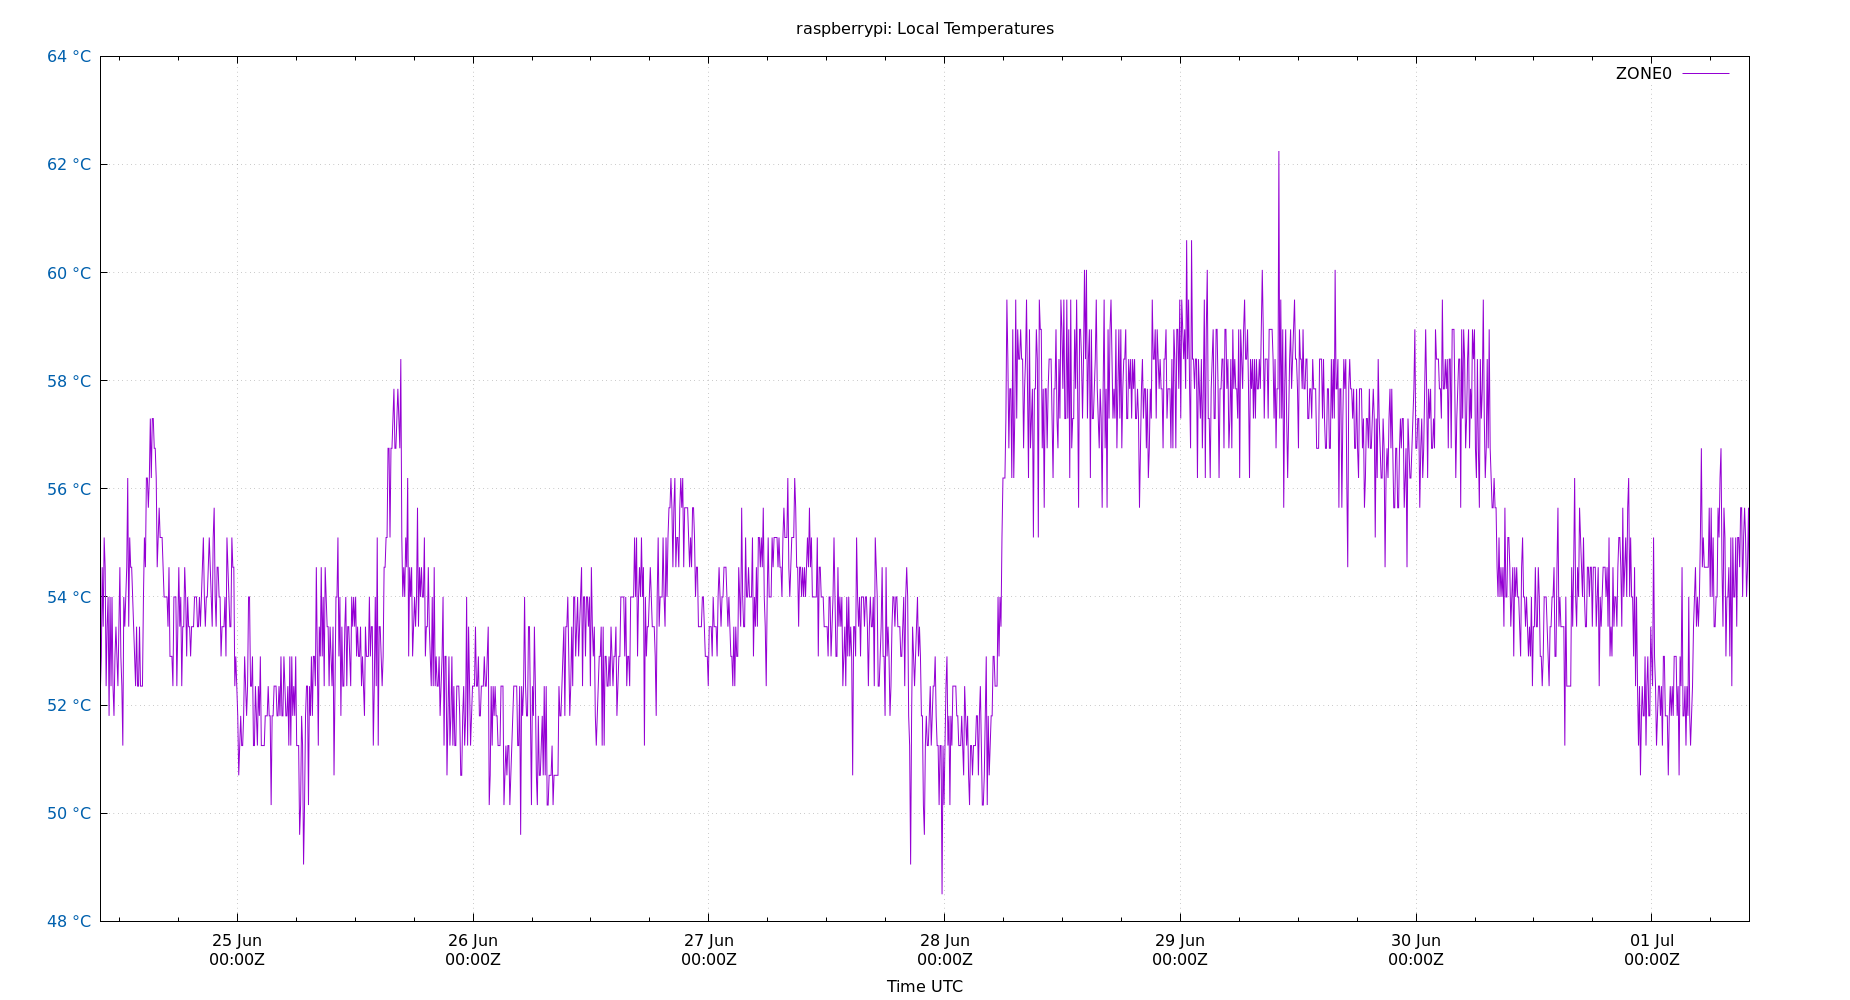 raspberrypi: Local Temperatures
ZONE0
64 °C
62 °C
60 °C
58 °C
56 °C
54 °C
52 °C
50 °C
48 °C
25 Jun 26 Jun 27 Jun 28 Jun 29 Jun 30 Jun 01 Jul
00:00Z 00:00Z 00:00Z 00:00Z 00:00Z 00:00Z 00:00Z
Time UTC